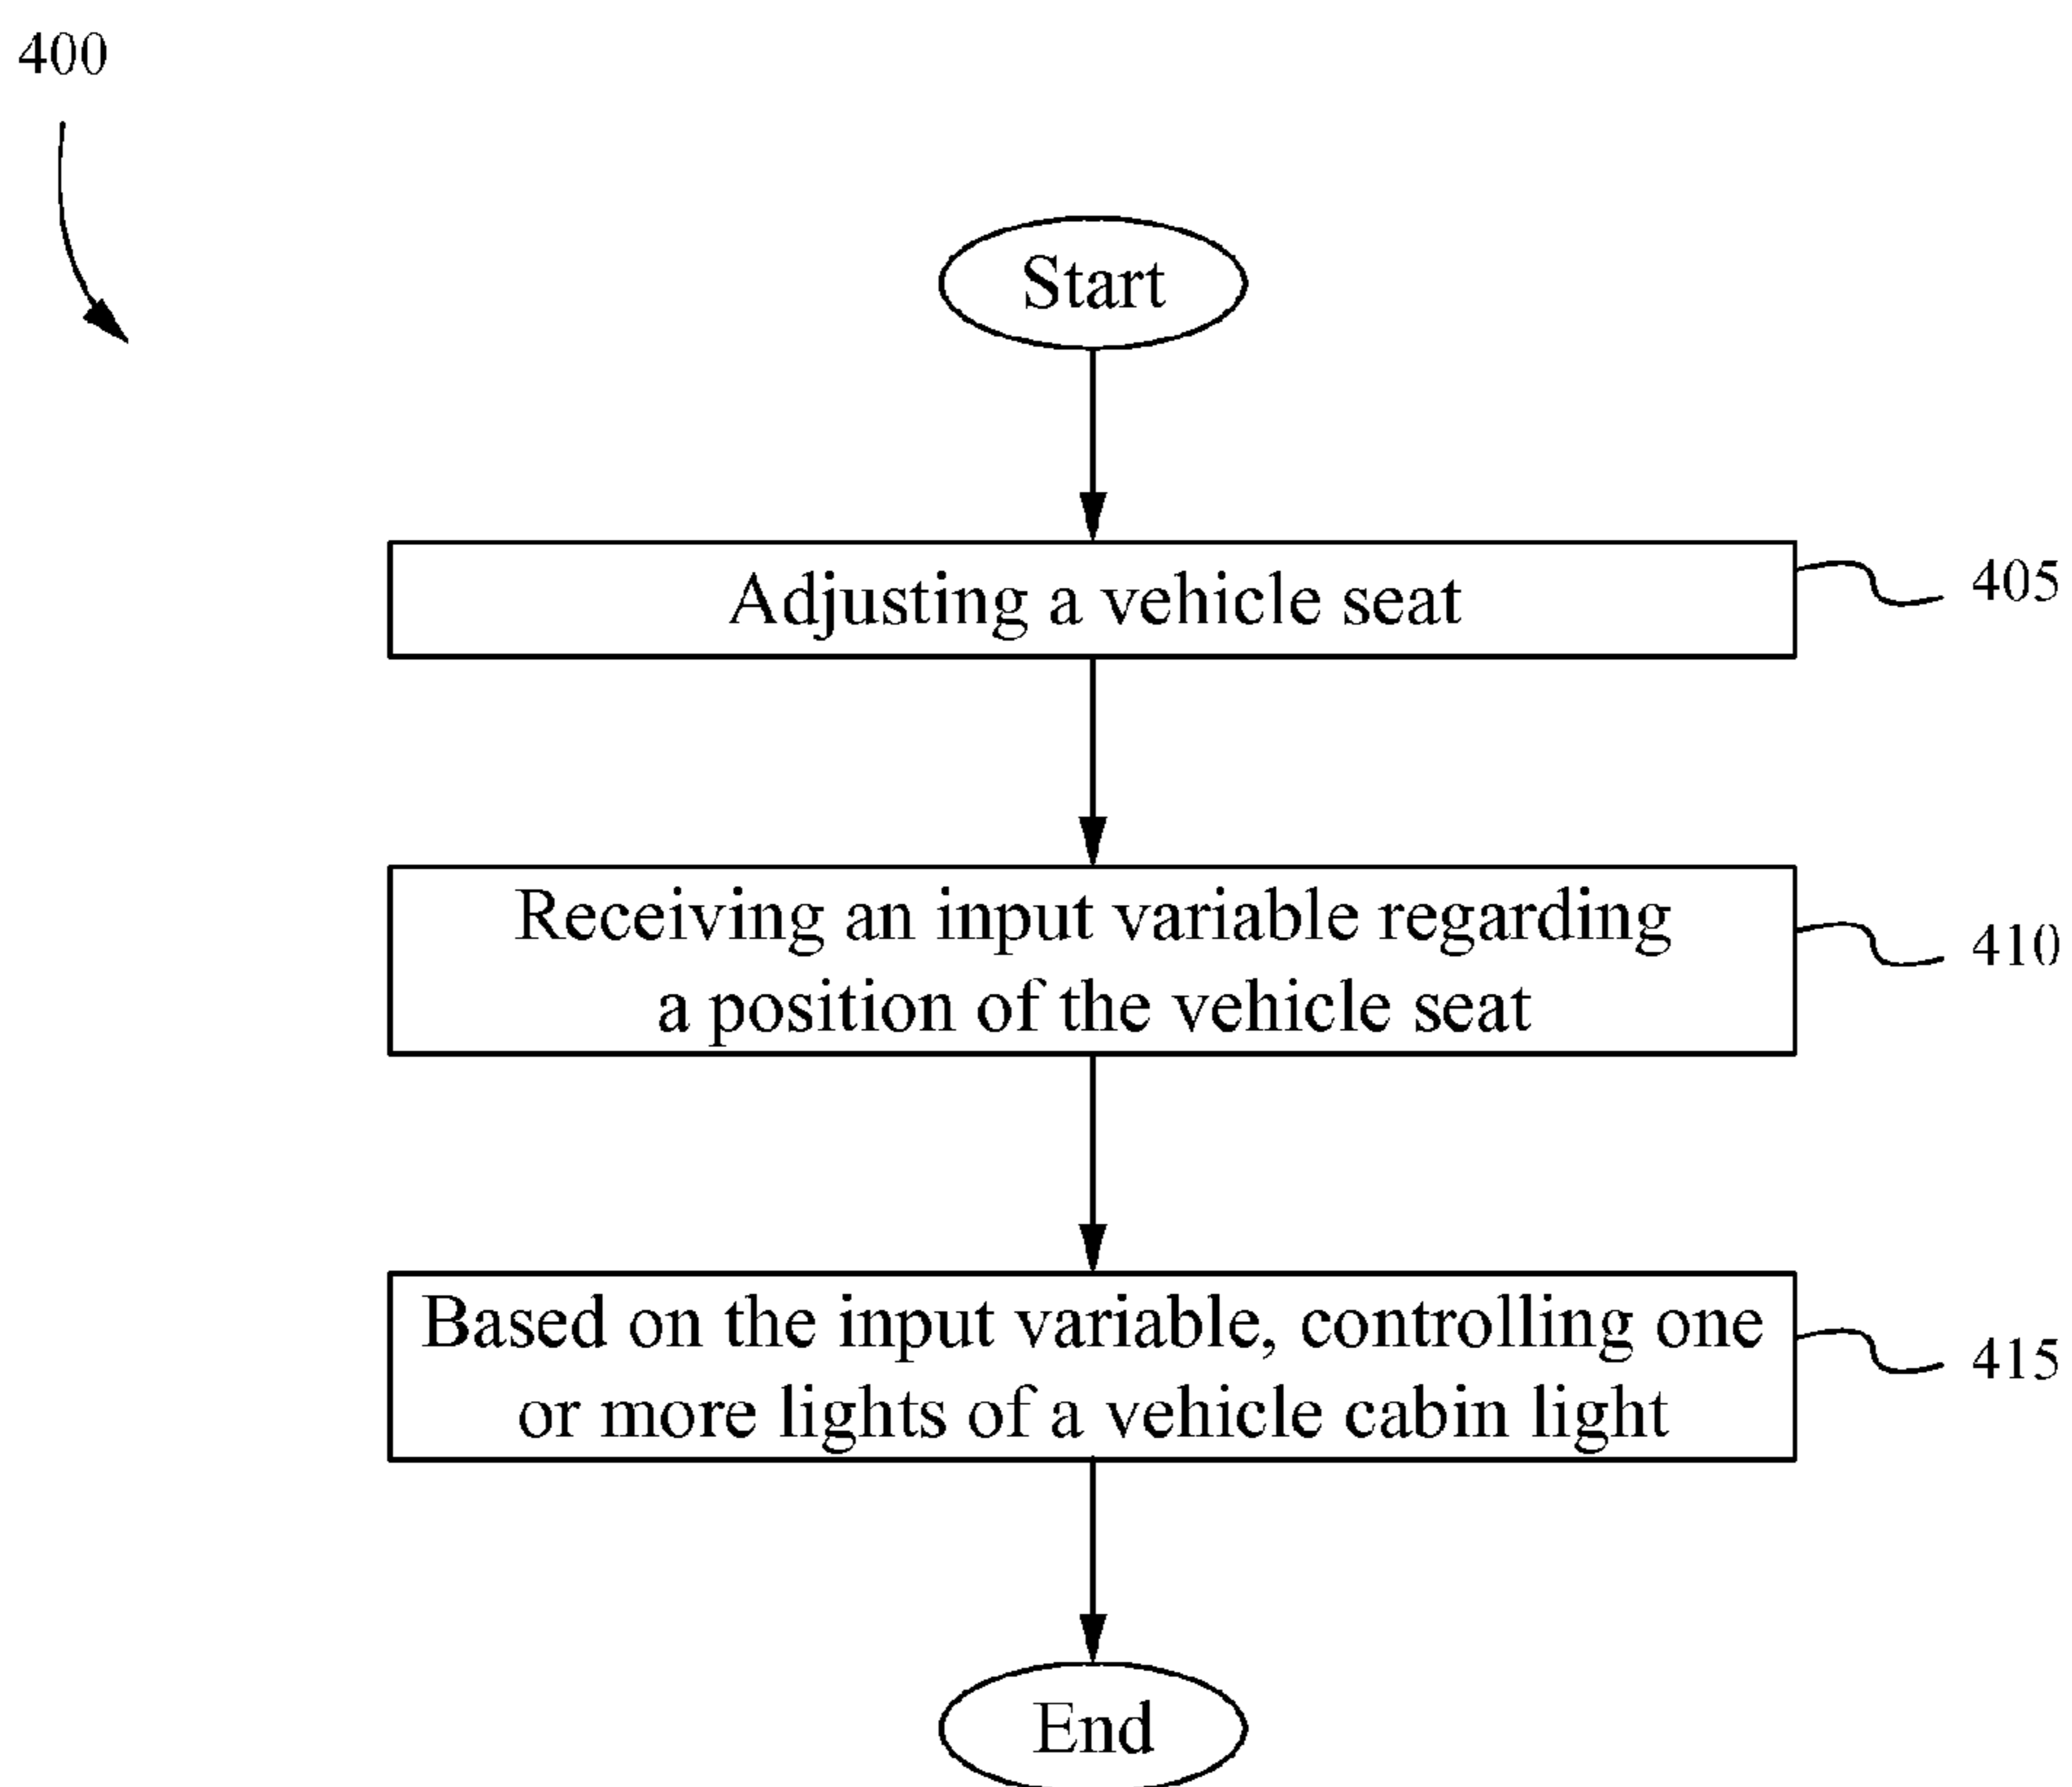 400
Start
Adjusting a vehicle seat
405
Receiving an input variable regarding
a position of the vehicle seat
410
Based on the input variable, controlling one
or more lights of a vehicle cabin light
415
End